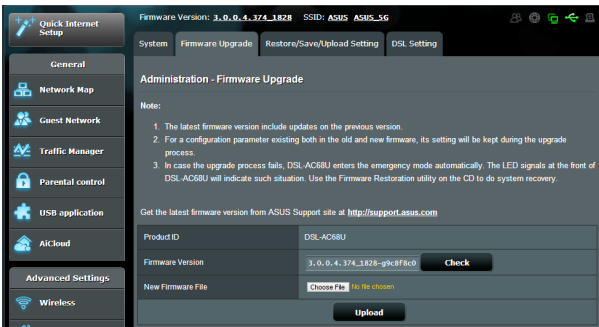 Quick Internet
Setup
Firmware Version: 3.0.0.4.374_1828 SSID: ASUS ASUS_5G
System Firmware Upgrade Restore/Save/Upload Setting DSL Setting
General
Network Map
Guest Network
Traffic Manager
Parental control
USB application
AiCloud
Advanced Settings
Wireless
Administration - Firmware Upgrade
Note:
1. The latest firmware version include updates on the previous version.
2. For a configuration parameter existing both in the old and new firmware, its setting will be kept during the upgrade
process.
3. In case the upgrade process fails, DSL-AC68U enters the emergency mode automatically. The LED signals at the front of
DSL-AC68U will indicate such situation. Use the Firmware Restoration utility on the CD to do system recovery.
Get the latest firmware version from ASUS Support site at http://support.asus.com
Product ID DSL-AC68U
Firmware Version 3.0.0.4.374_1828-g9c8f8c0 Check
New Firmware File Choose File No file chosen
Upload